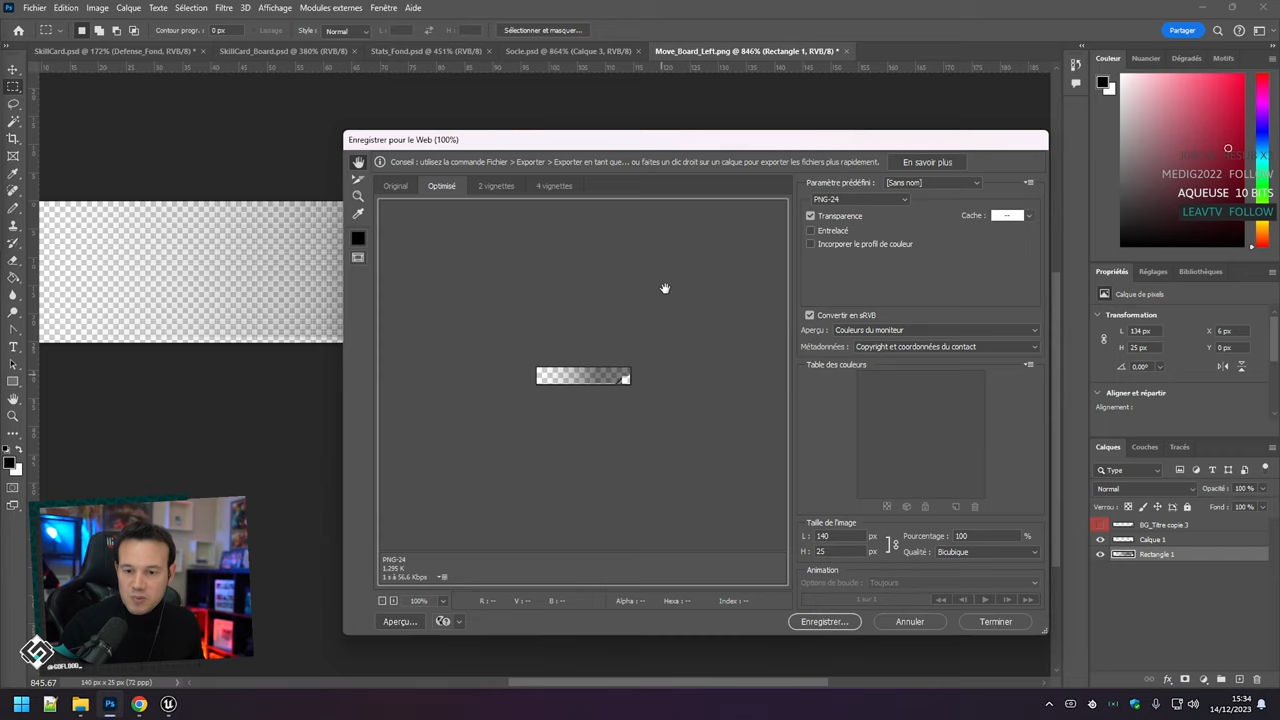 Fichier Edition Image Calque Texte Sélection Filtre 3D Affichage Modules externes Fenêtre Aide
Contour progr. : 0 px Lissage Style : Normal L : H : Sélectionner et masquer... Partager
SkillCard.psd @ 172% (Defense_Fond, RVB/8) * × SkillCard_Board.psd @ 380% (RVB/8) × Stats_Fond.psd @ 451% (RVB/8) × Socle.psd @ 864% (Calque 3, RVB/8) × Move_Board_Left.png @ 846% (Rectangle 1, RVB/8) * ×
Couleur Nuancier Dégradés Motifs
Enregistrer pour le Web (100%)
Conseil : utilisez la commande Fichier > Exporter > Exporter en tant que... ou faites un clic droit sur un calque pour exporter les fichiers plus rapidement. En savoir plus
Original Optimisé 2 vignettes 4 vignettes
Paramètre prédéfini : [Sans nom]
PNG-24
Transparence Cache : --
Entrelacé
Incorporer le profil de couleur
Convertir en sRVB
Aperçu : Couleurs du moniteur
Métadonnées : Copyright et coordonnées du contact
Table des couleurs
Taille de l'image
L : 140 px Pourcentage : 100 %
H : 25 px Qualité : Bicubique
Animation
Options de boucle : Toujours
1 sur 1
PNG-24
1,295 K
1 s @ 56.6 Kbps
100% R : -- V : -- B : -- Alpha : -- Hexa : -- Index : --
Aperçu... Enregistrer... Annuler Terminer
MEDIG2022 FOLLOW
AQUEUSE 10 BITS
LEAVTV FOLLOW
Propriétés Réglages Bibliothèques
Calque de pixels
Transformation
L 134 px X 6 px
H 25 px Y 0 px
0,00°
Aligner et répartir
Alignement :
Calques Couches Tracés
Type
Normal Opacité : 100 %
Verrou : Fond : 100 %
BG_Titre copie 3
Calque 1
Rectangle 1
@GOFLOOD_
845.67 140 px x 25 px (72 ppp)
15:34
14/12/2023